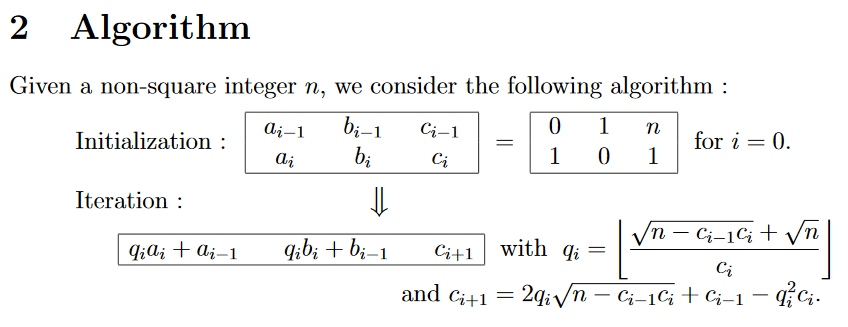 2 Algorithm
Given a non-square integer n, we consider the following algorithm :
Initialization : a_{i−1} b_{i−1} c_{i−1} = 0 1 n for i = 0.
a_i b_i c_i 1 0 1
Iteration : ⇓
q_i a_i + a_{i−1} q_i b_i + b_{i−1} c_{i+1} with q_i = ⌊(√(n − c_{i−1}c_i) + √n) / c_i⌋
and c_{i+1} = 2q_i√(n − c_{i−1}c_i) + c_{i−1} − q_i^2 c_i.